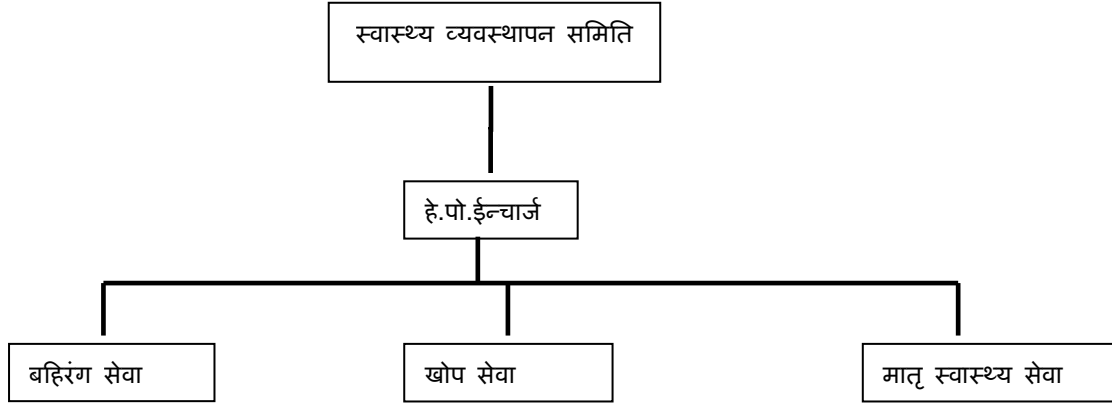 स्वास्थ्य व्यवस्थापन समिति
हे.पो.ईन्चार्ज
बहिरंग सेवा
खोप सेवा
मातृ स्वास्थ्य सेवा